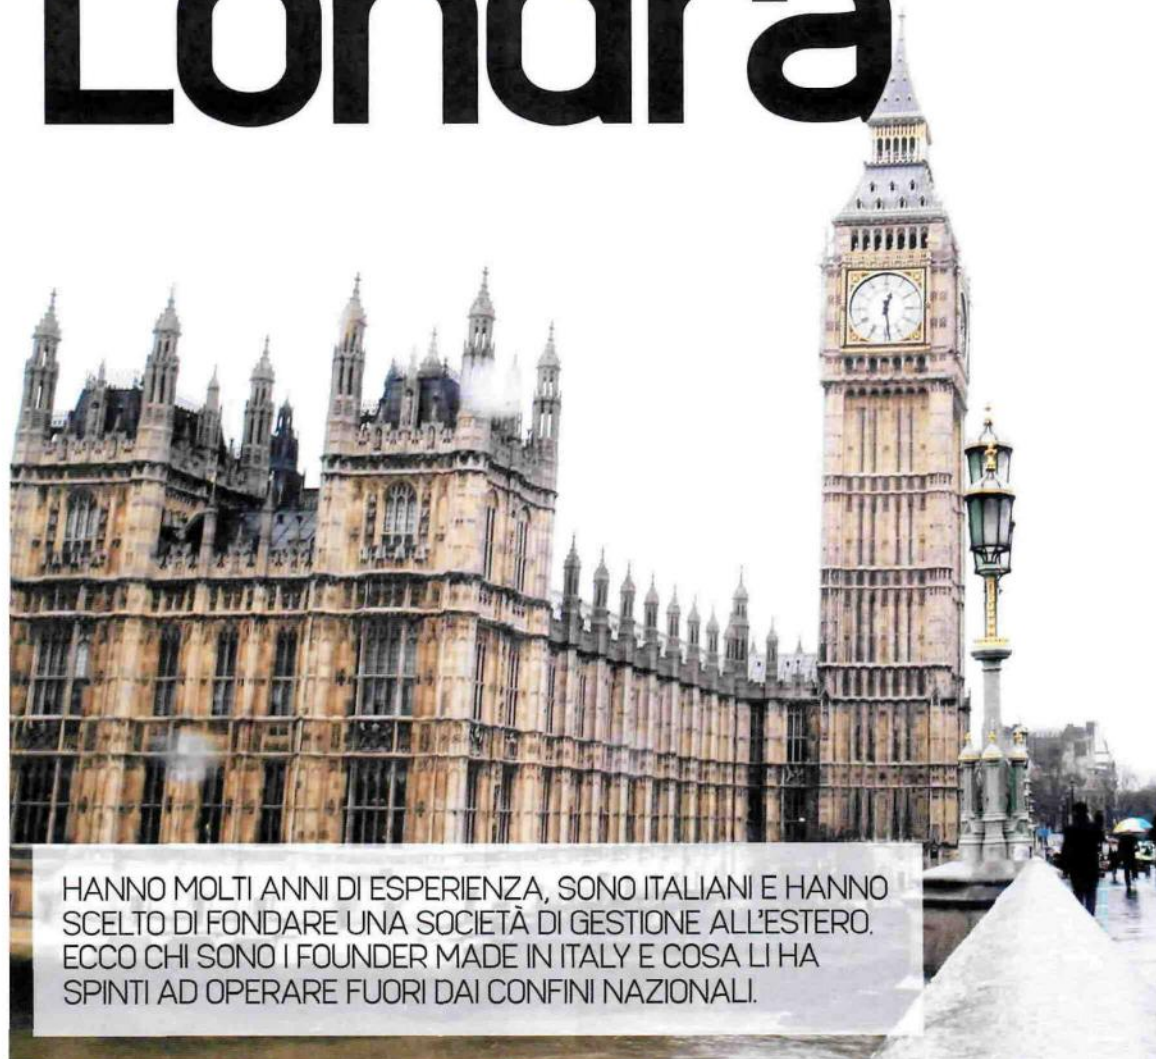 Londra
HANNO MOLTI ANNI DI ESPERIENZA, SONO ITALIANI E HANNO
SCELTO DI FONDARE UNA SOCIETÀ DI GESTIONE ALL'ESTERO.
ECCO CHI SONO I FOUNDER MADE IN ITALY E COSA LI HA
SPINTI AD OPERARE FUORI DAI CONFINI NAZIONALI.